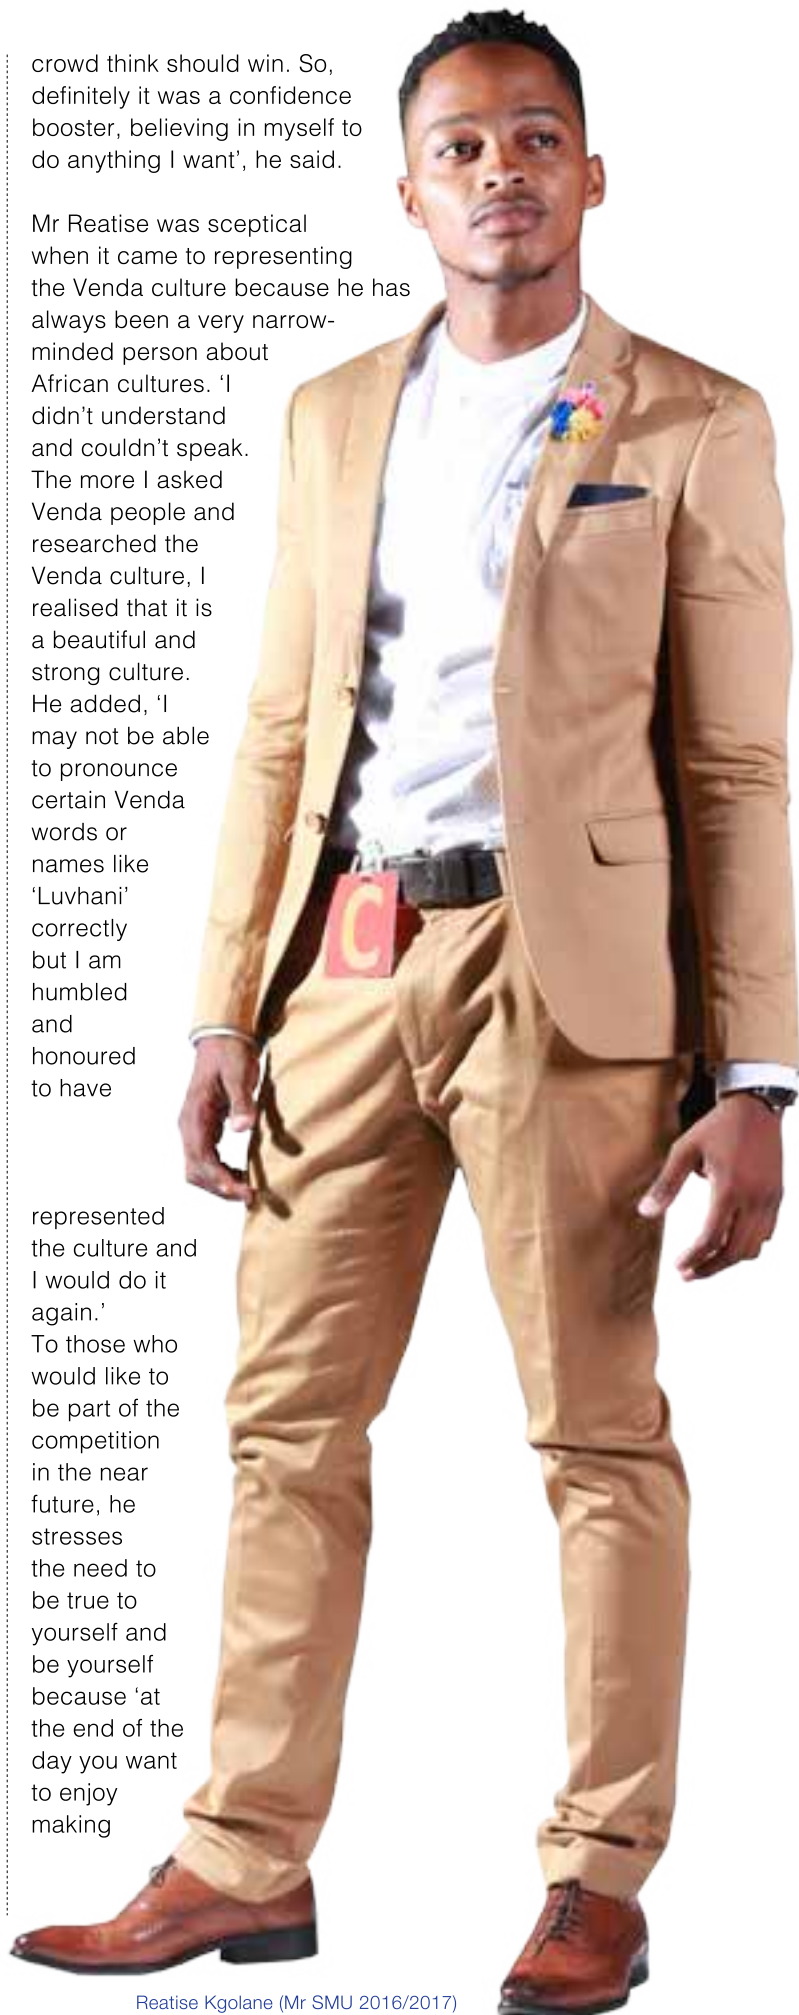 crowd think should win. So,
definitely it was a confidence
booster, believing in myself to
do anything I want’, he said.
Mr Reatise was sceptical
when it came to representing
the Venda culture because he has
always been a very narrow-
minded person about
African cultures. ‘I
didn’t understand
and couldn’t speak.
The more I asked
Venda people and
researched the
Venda culture, I
realised that it is
a beautiful and
strong culture.
He added, ‘I
may not be able
to pronounce
certain Venda
words or
names like
‘Luvhani’
correctly
but I am
humbled
and
honoured
to have
C
represented
the culture and
I would do it
again.’
To those who
would like to
be part of the
competition
in the near
future, he
stresses
the need to
be true to
yourself and
be yourself
because ‘at
the end of the
day you want
to enjoy
making
Reatise Kgolane (Mr SMU 2016/2017)